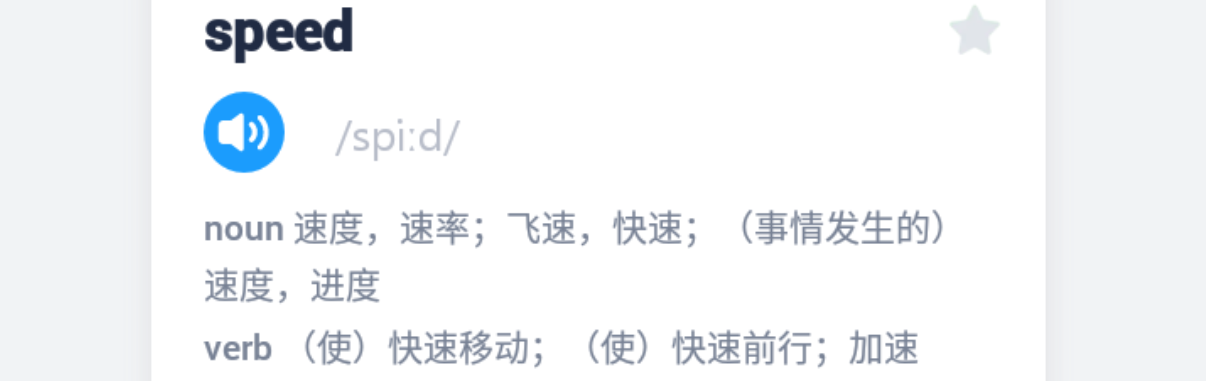 speed
/spiːd/
noun 速度，速率；飞速，快速；（事情发生的）
速度，进度
verb （使）快速移动；（使）快速前行；加速